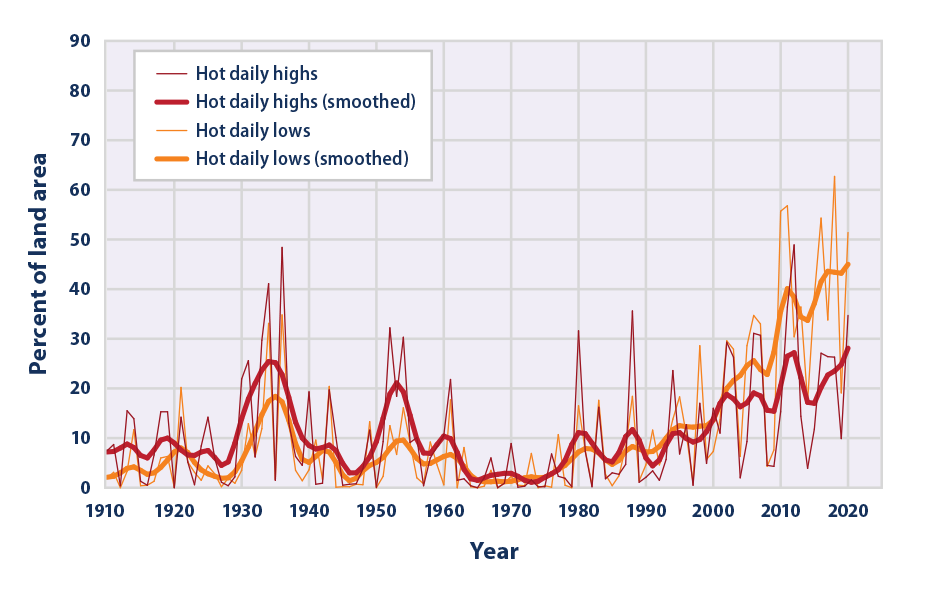 90
80
70
60
50
40
30
20
10
0
Percent of land area
Hot daily highs
Hot daily highs (smoothed)
Hot daily lows
Hot daily lows (smoothed)
1910 1920 1930 1940 1950 1960 1970 1980 1990 2000 2010 2020
Year